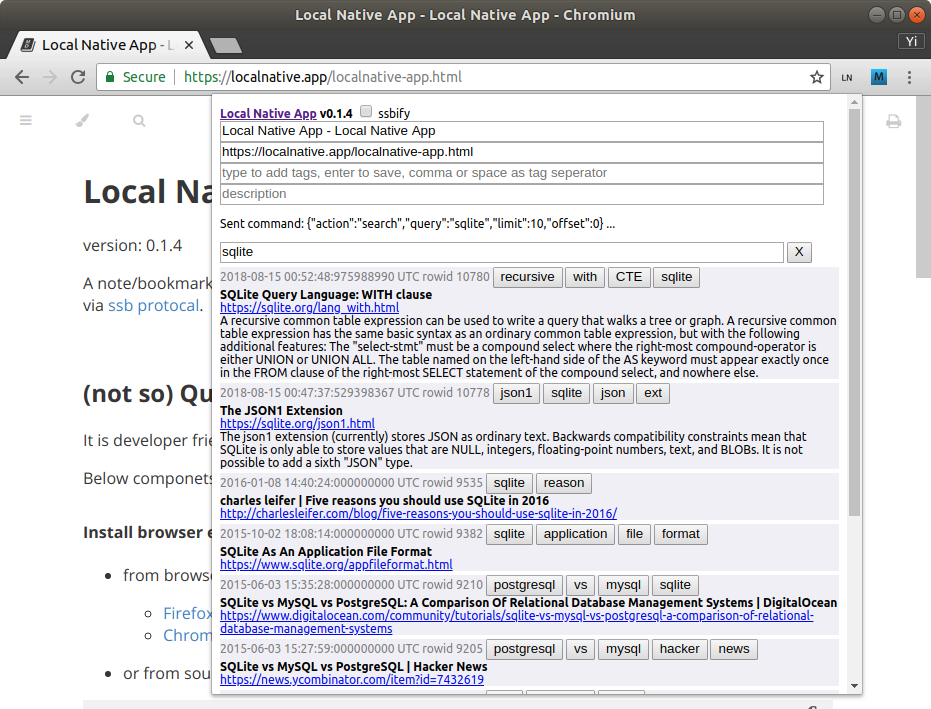 Local Native App - Local Native App - Chromium
Local Native App - L
Yi
Secure
https://localnative.app/localnative-app.html
LN
M
Local Na
version: 0.1.4
A note/bookmark
via ssb protocal.
(not so) Qu
It is developer frie
Below componets
Install browser e
from browse
Firefox
Chrom
or from sou
Local Native App v0.1.4 ssbify
Local Native App - Local Native App
https://localnative.app/localnative-app.html
type to add tags, enter to save, comma or space as tag seperator
description
Sent command: {"action":"search","query":"sqlite","limit":10,"offset":0} ...
sqlite X
2018-08-15 00:52:48:975988990 UTC rowid 10780 recursive with CTE sqlite
SQLite Query Language: WITH clause
https://sqlite.org/lang_with.html
A recursive common table expression can be used to write a query that walks a tree or graph. A recursive common
table expression has the same basic syntax as an ordinary common table expression, but with the following
additional features: The "select-stmt" must be a compound select where the right-most compound-operator is
either UNION or UNION ALL. The table named on the left-hand side of the AS keyword must appear exactly once
in the FROM clause of the right-most SELECT statement of the compound select, and nowhere else.
2018-08-15 00:47:37:529398367 UTC rowid 10778 json1 sqlite json ext
The JSON1 Extension
https://sqlite.org/json1.html
The json1 extension (currently) stores JSON as ordinary text. Backwards compatibility constraints mean that
SQLite is only able to store values that are NULL, integers, floating-point numbers, text, and BLOBs. It is not
possible to add a sixth "JSON" type.
2016-01-08 14:40:24:000000000 UTC rowid 9535 sqlite reason
charles leifer | Five reasons you should use SQLite in 2016
http://charlesleifer.com/blog/five-reasons-you-should-use-sqlite-in-2016/
2015-10-02 18:08:14:000000000 UTC rowid 9382 sqlite application file format
SQLite As An Application File Format
https://www.sqlite.org/appfileformat.html
2015-06-03 15:35:28:000000000 UTC rowid 9210 postgresql vs mysql sqlite
SQLite vs MySQL vs PostgreSQL: A Comparison Of Relational Database Management Systems | DigitalOcean
https://www.digitalocean.com/community/tutorials/sqlite-vs-mysql-vs-postgresql-a-comparison-of-relational-
database-management-systems
2015-06-03 15:27:59:000000000 UTC rowid 9205 postgresql vs mysql hacker news
SQLite vs MySQL vs PostgreSQL | Hacker News
https://news.ycombinator.com/item?id=7432619